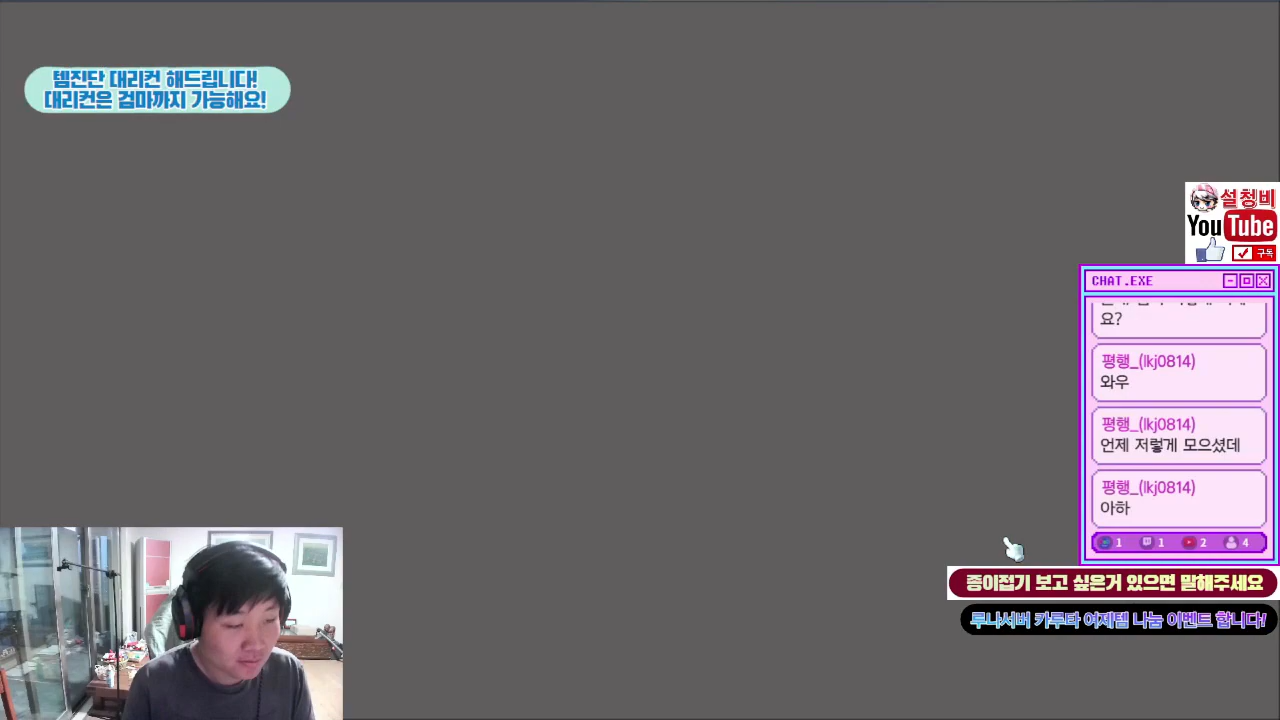 템진단 대리컨 해드립니다!
대리컨은 검마까지 가능해요!
설청비
YouTube
구독
CHAT.EXE
요?
평행_(lkj0814)
와우
평행_(lkj0814)
언제 저렇게 모으셨데
평행_(lkj0814)
아하
1 1 2 4
종이접기 보고 싶은거 있으면 말해주세요
루나서버 카루타 여제템 나눔 이벤트 합니다!